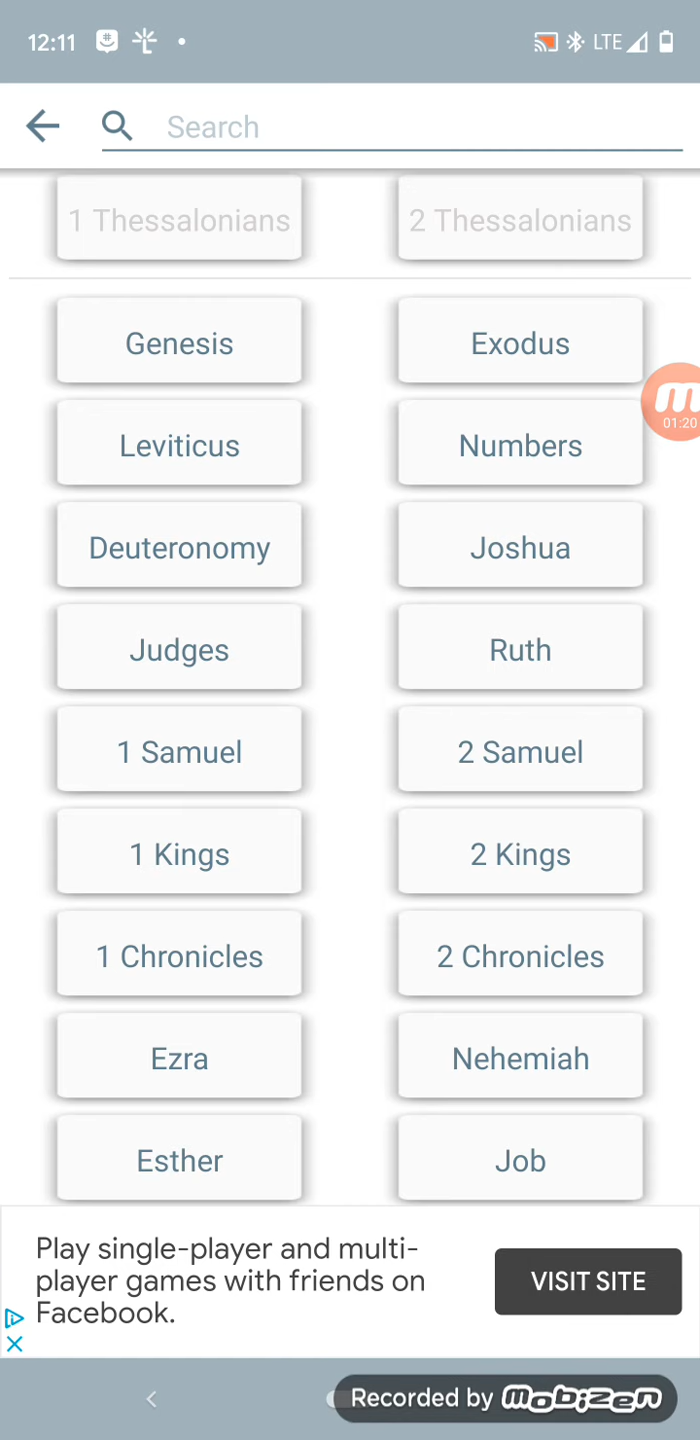 12:11 LTE
Search
1 Thessalonians 2 Thessalonians
Genesis Exodus
m
01:20
Leviticus Numbers
Deuteronomy Joshua
Judges Ruth
1 Samuel 2 Samuel
1 Kings 2 Kings
1 Chronicles 2 Chronicles
Ezra Nehemiah
Esther Job
Play single-player and multi-
player games with friends on
Facebook.
VISIT SITE
Recorded by mobizen